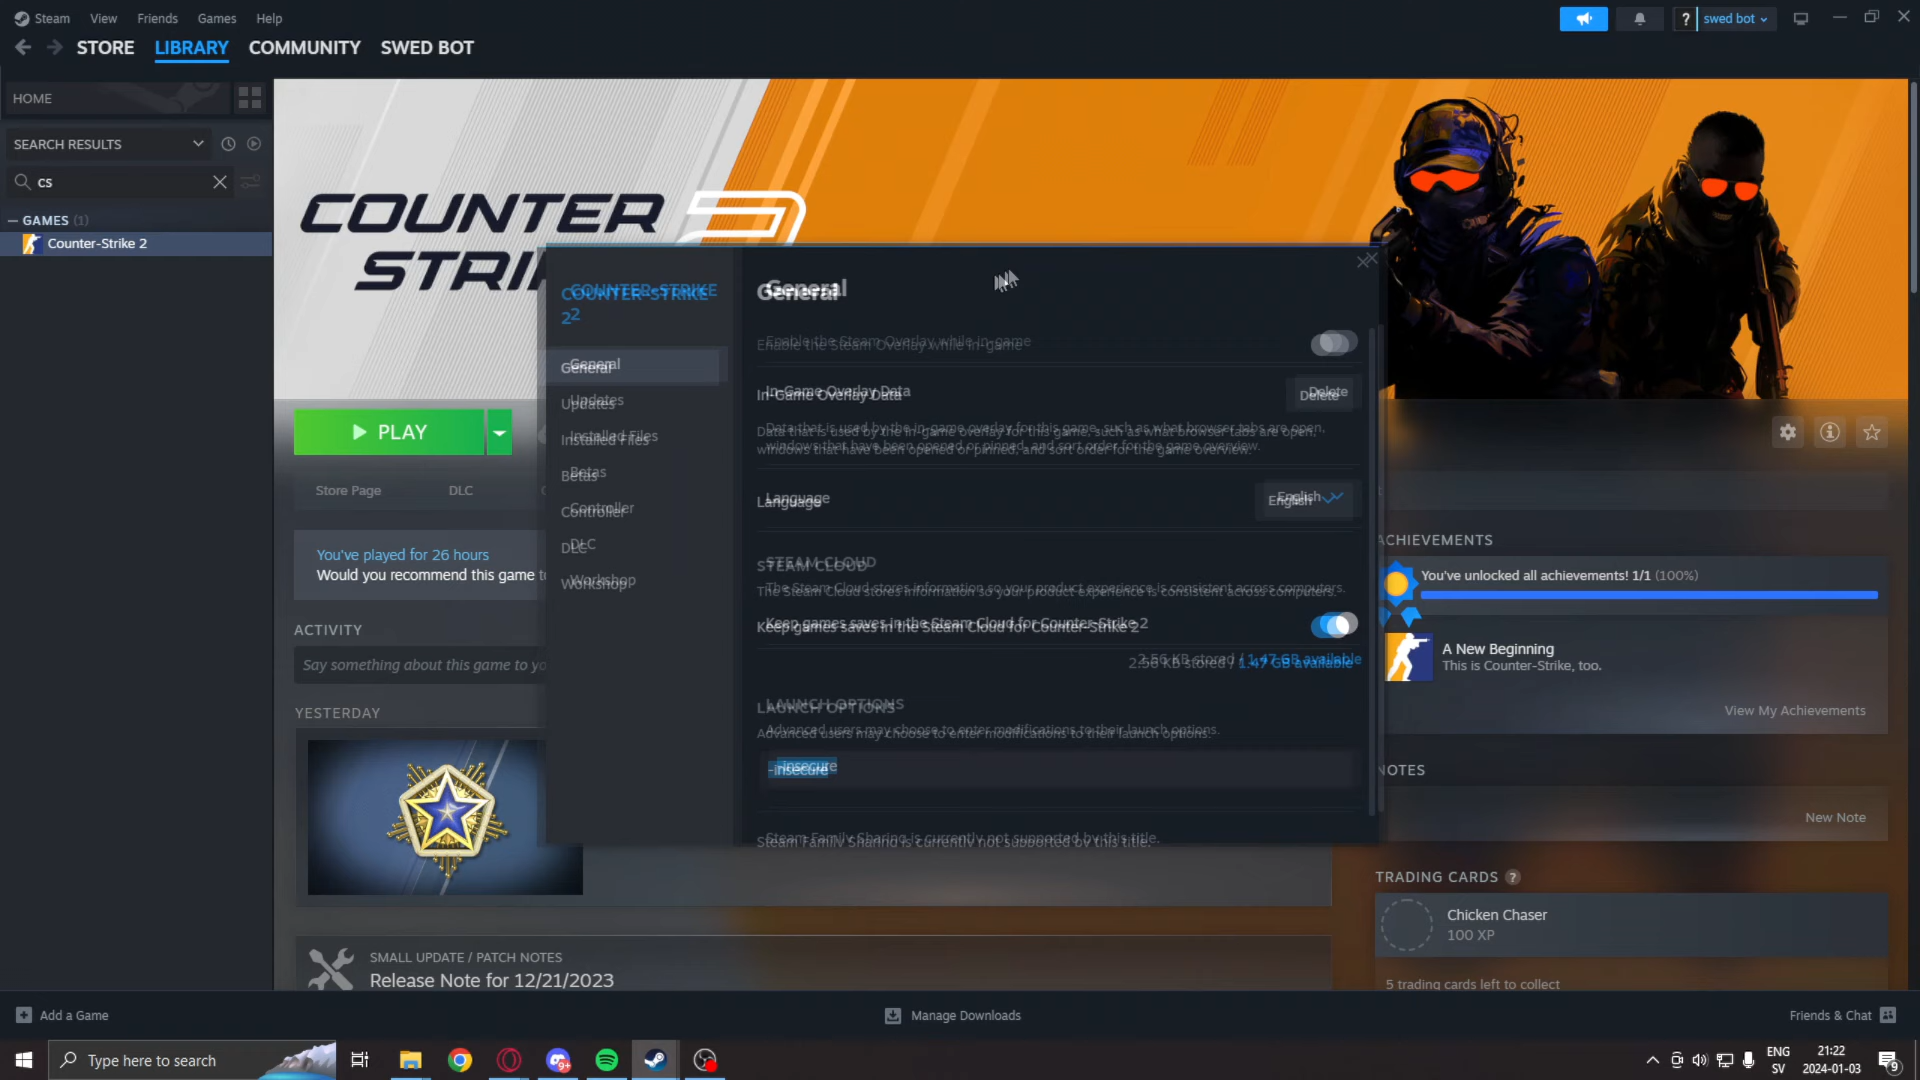 Steam View Friends Games Help
? swed bot
STORE LIBRARY COMMUNITY SWED BOT
HOME
SEARCH RESULTS
cs
GAMES (1)
Counter-Strike 2
COUNTER
2
COUNTER-STRIKE
2
General
General
Updates
Installed Files
Betas
Controller
DLC
Workshop
Enable the Steam Overlay while in-game
In-Game Overlay Data
Delete
Data that is used by the in-game overlay for this game, such as what browser tabs are open,
windows that have been opened or pinned, and sort order for the game overview.
Language
English
STEAM CLOUD
The Steam Cloud stores information so your product experience is consistent across computers.
Keep games saves in the Steam Cloud for Counter-Strike 2
2.56 KB stored / 1.47 GB available
LAUNCH OPTIONS
Advanced users may choose to enter modifications to their launch options.
-insecure
Steam Family Sharing is currently not supported by this title.
PLAY
Store Page DLC
You've played for 26 hours
Would you recommend this game
ACTIVITY
Say something about this game to
YESTERDAY
SMALL UPDATE / PATCH NOTES
Release Note for 12/21/2023
ACHIEVEMENTS
You've unlocked all achievements! 1/1 (100%)
A New Beginning
This is Counter-Strike, too.
View My Achievements
NOTES
New Note
TRADING CARDS ?
Chicken Chaser
100 XP
5 trading cards left to collect
Add a Game
Manage Downloads
Friends & Chat
Type here to search
9+
ENG
SV
21:22
2024-01-03
9